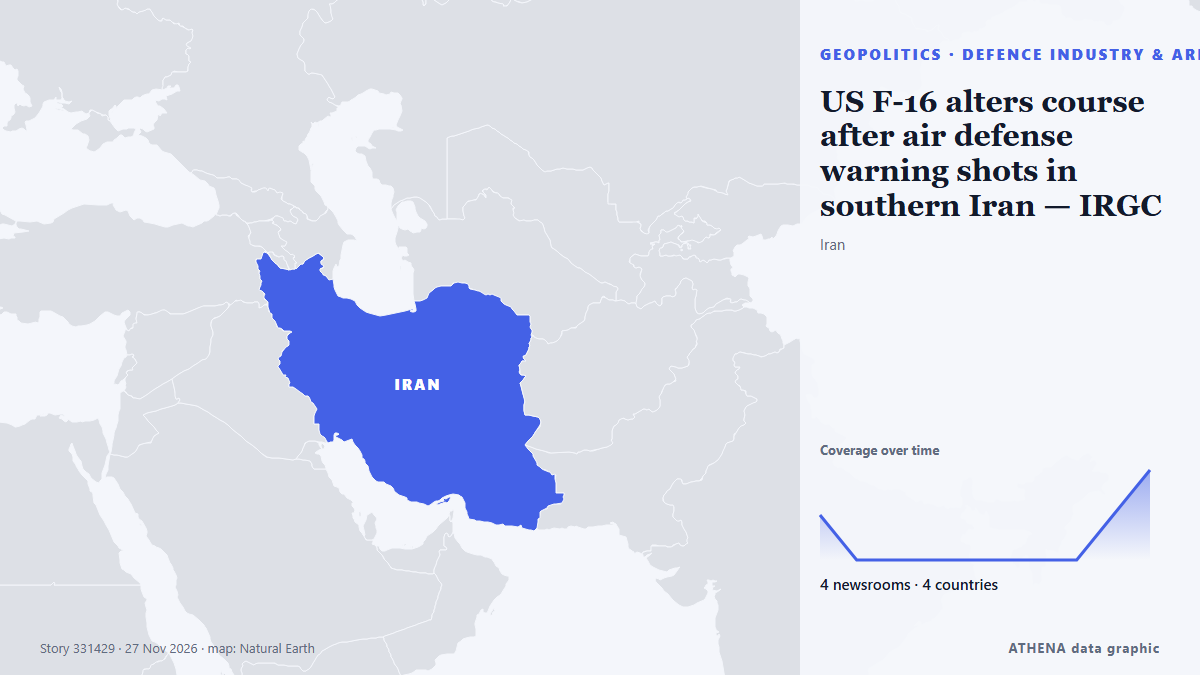 GEOPOLITICS · DEFENCE INDUSTRY & 
US F-16 alters course
after air defense
warning shots in
southern Iran — IRGC
Iran
IRAN
Coverage over time
4 newsrooms · 4 countries
Story 331429 · 27 Nov 2026 · map: Natural Earth
ATHENA data graphic